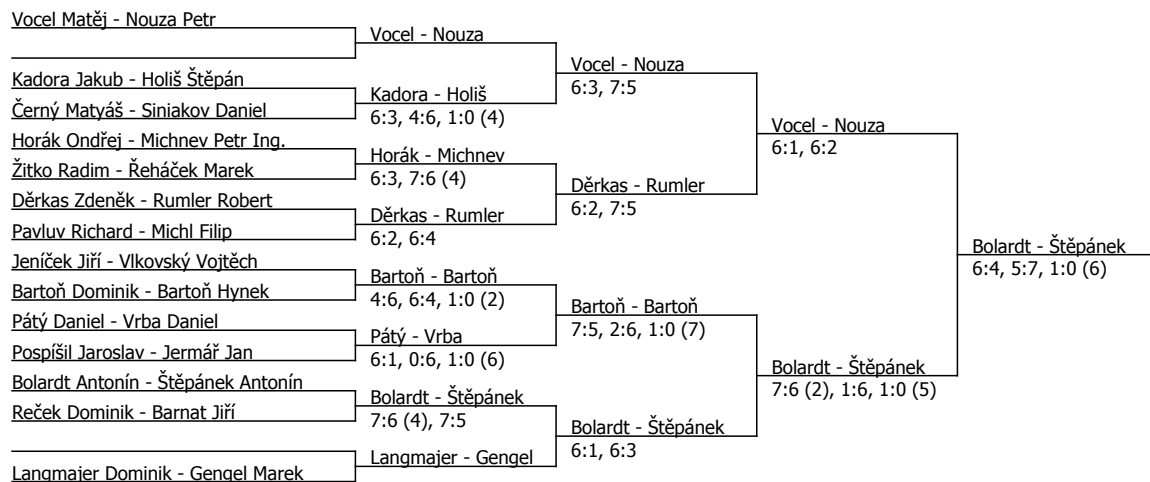 Vocel Matěj - Nouza Petr
Kadora Jakub - Holiš Štěpán
Černý Matyáš - Siniakov Daniel
Horák Ondřej - Michnev Petr Ing.
Žitko Radim - Řeháček Marek
Děrkas Zdeněk - Rumler Robert
Pavluv Richard - Michl Filip
Jeníček Jiří - Vlkovský Vojtěch
Bartoň Dominik - Bartoň Hynek
Pátý Daniel - Vrba Daniel
Pospíšil Jaroslav - Jermář Jan
Bolardt Antonín - Štěpánek Antonín
Reček Dominik - Barnat Jiří
Langmajer Dominik - Gengel Marek
Vocel - Nouza
Kadora - Holiš
6:3, 4:6, 1:0 (4)
Horák - Michnev
6:3, 7:6 (4)
Děrkas - Rumler
6:2, 6:4
Bartoň - Bartoň
4:6, 6:4, 1:0 (2)
Pátý - Vrba
6:1, 0:6, 1:0 (6)
Bolardt - Štěpánek
7:6 (4), 7:5
Langmajer - Gengel
Vocel - Nouza
6:3, 7:5
Děrkas - Rumler
6:2, 7:5
Bartoň - Bartoň
7:5, 2:6, 1:0 (7)
Bolardt - Štěpánek
6:1, 6:3
Vocel - Nouza
6:1, 6:2
Bolardt - Štěpánek
7:6 (2), 1:6, 1:0 (5)
Bolardt - Štěpánek
6:4, 5:7, 1:0 (6)